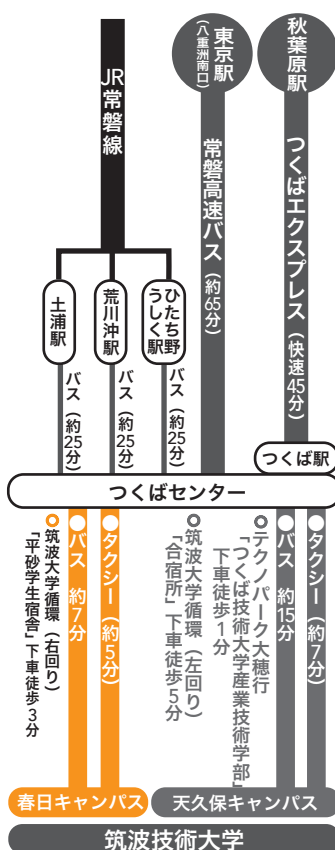 秋葉原駅
つくばエクスプレス（快速45分）
つくば駅
東京駅
（八重洲南口）
常磐高速バス（約65分）
JR常磐線
ひたち野
うしく駅
バス（約25分）
荒川沖駅
バス（約25分）
土浦駅
バス（約25分）
つくばセンター
タクシー（約7分）
バス 約15分
テクノパーク大穂行
「つくば技術大学産業技術学部」
下車徒歩1分
筑波大学循環（左回り）
「合宿所」下車徒歩5分
タクシー（約5分）
バス 約7分
筑波大学循環（右回り）
「平砂学生宿舎」下車徒歩3分
春日キャンパス
天久保キャンパス
筑波技術大学